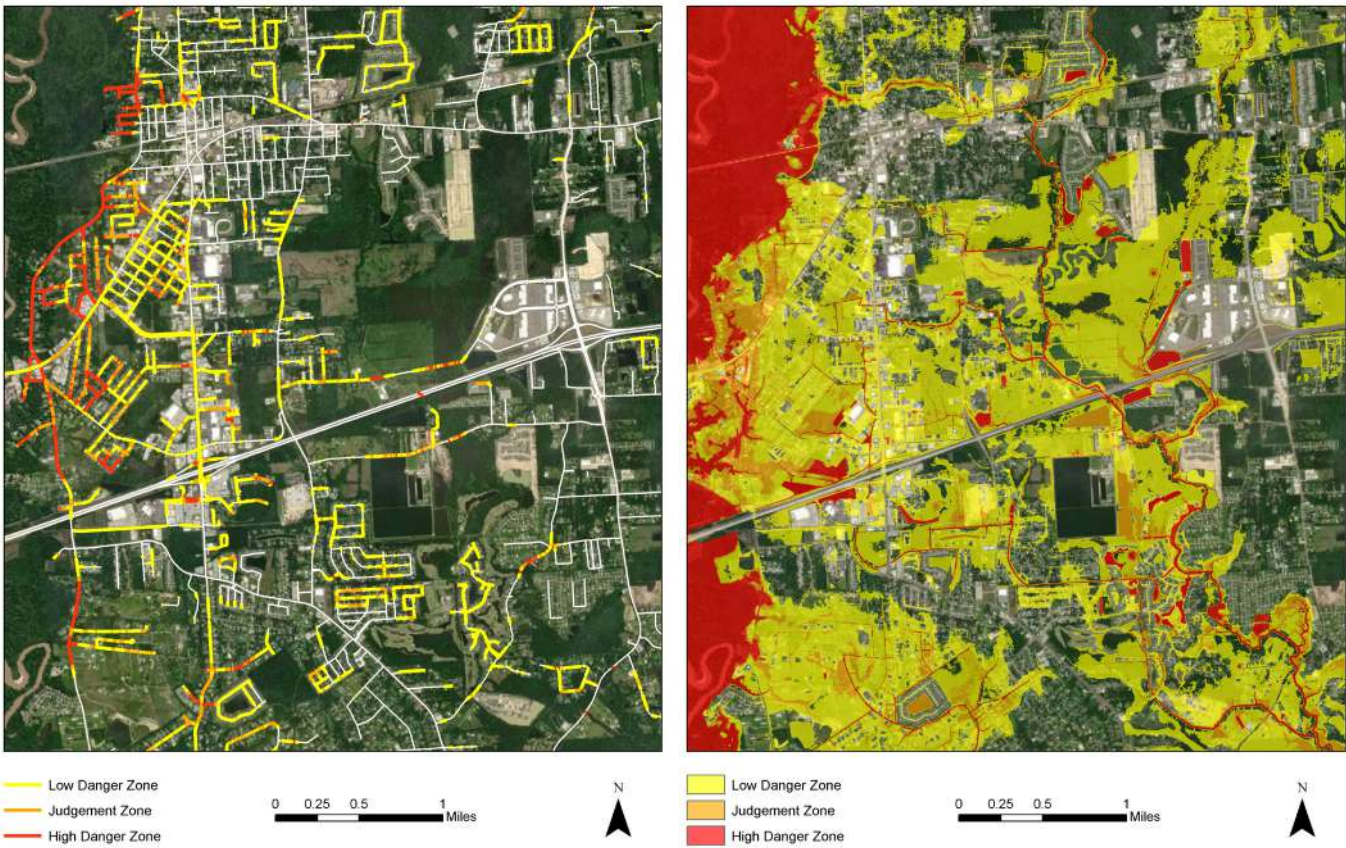 Low Danger Zone
Judgement Zone
High Danger Zone
0 0.25 0.5 1
Miles
N
Low Danger Zone
Judgement Zone
High Danger Zone
0 0.25 0.5 1
Miles
N